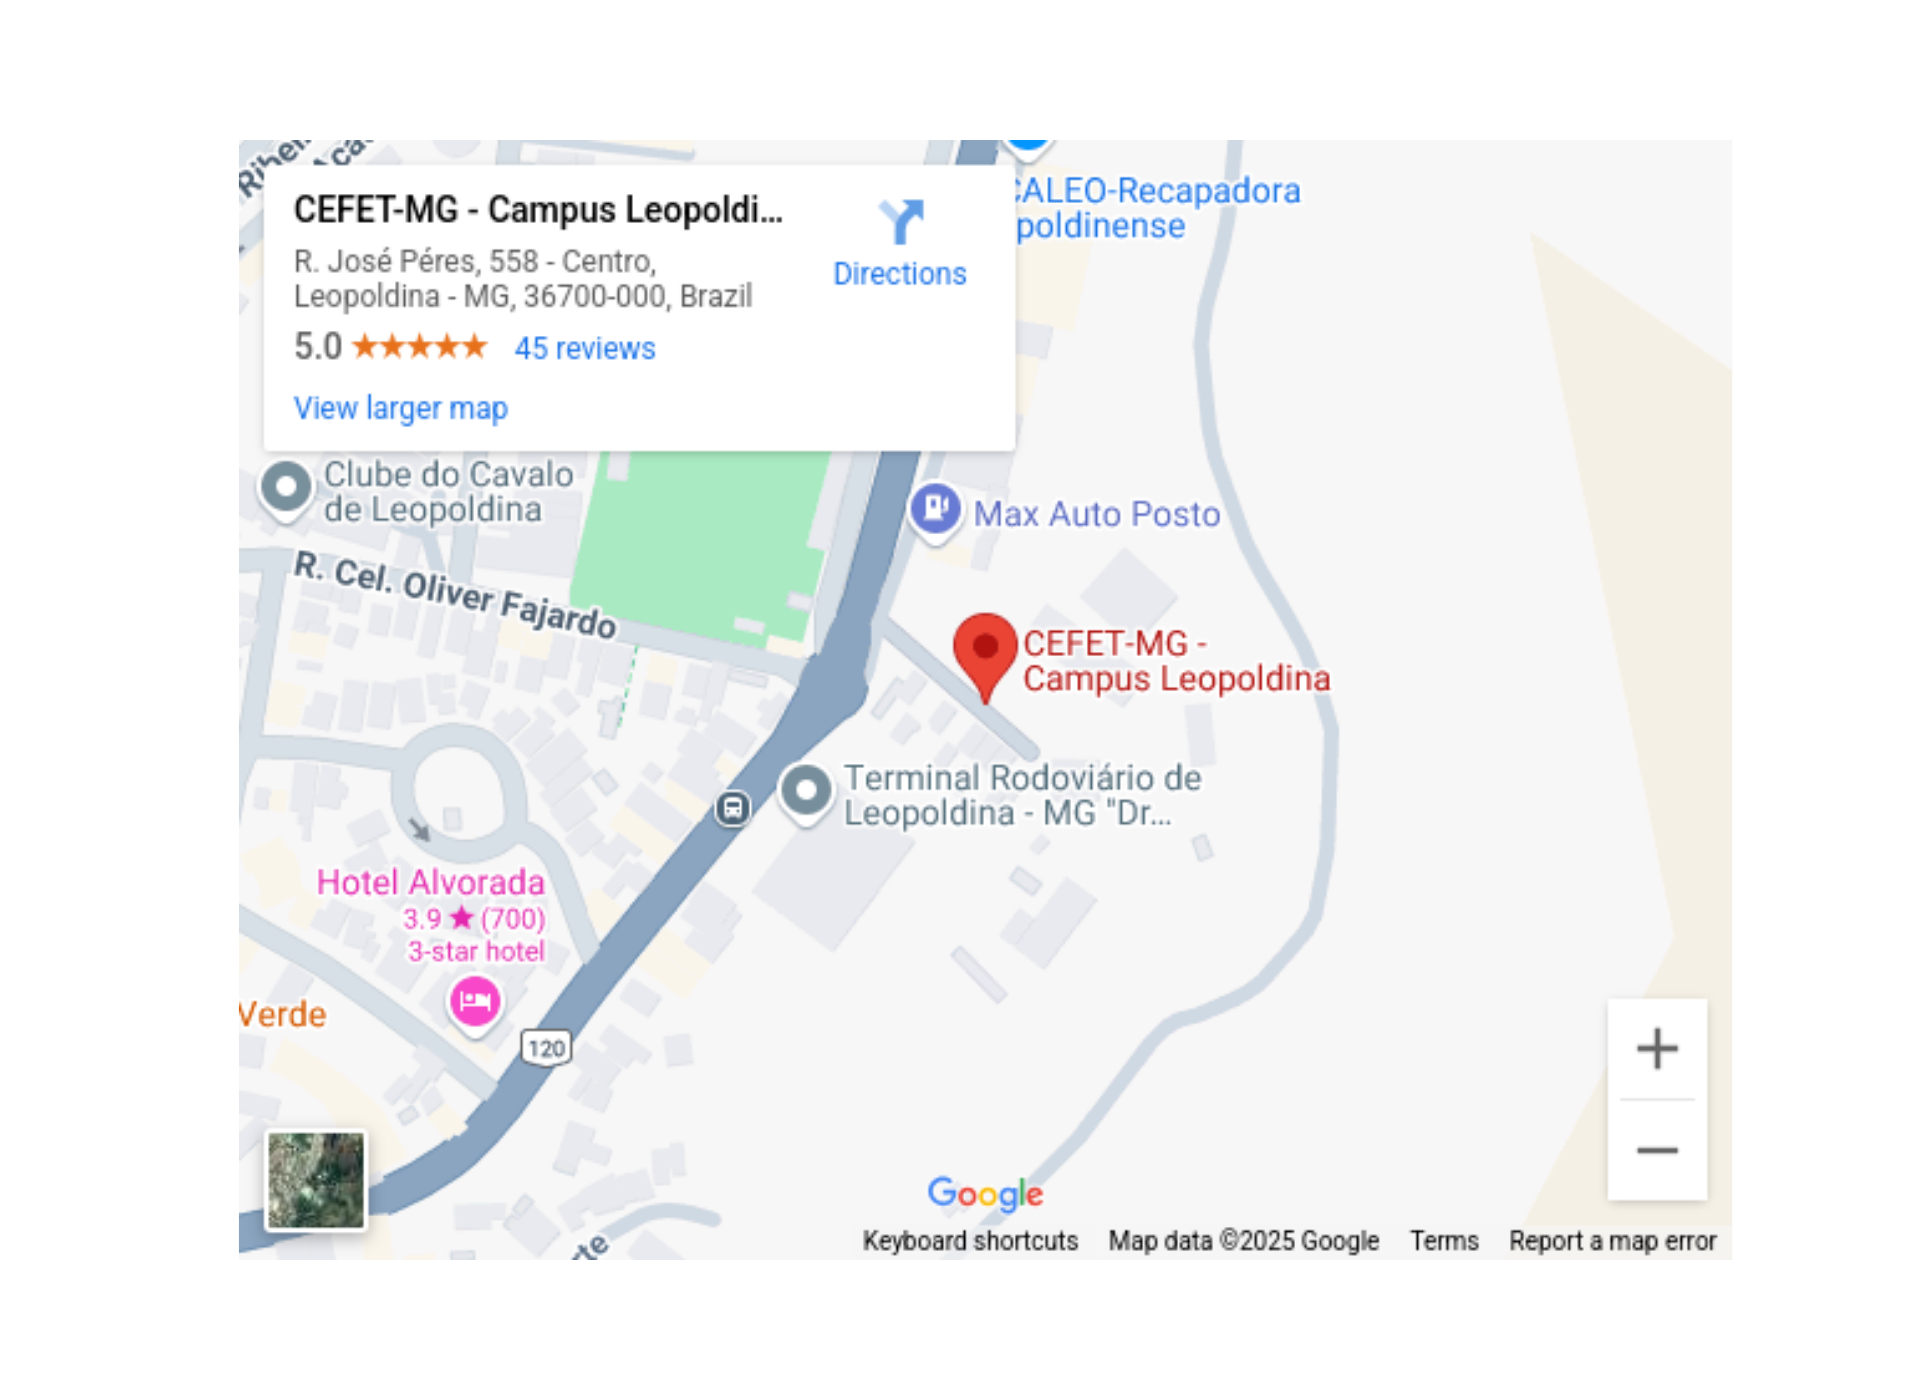 CEFET-MG - Campus Leopoldi...
R. José Péres, 558 - Centro,
Leopoldina - MG, 36700-000, Brazil
5.0
45 reviews
View larger map
Directions
CALEO-Recapadora
poldinense
Clube do Cavalo
de Leopoldina
R. Cel. Oliver Fajardo
Max Auto Posto
CEFET-MG -
Campus Leopoldina
Terminal Rodoviário de
Leopoldina - MG "Dr...
Hotel Alvorada
3.9 ★ (700)
3-star hotel
Verde
120
Google
Keyboard shortcuts
Map data ©2025 Google
Terms
Report a map error